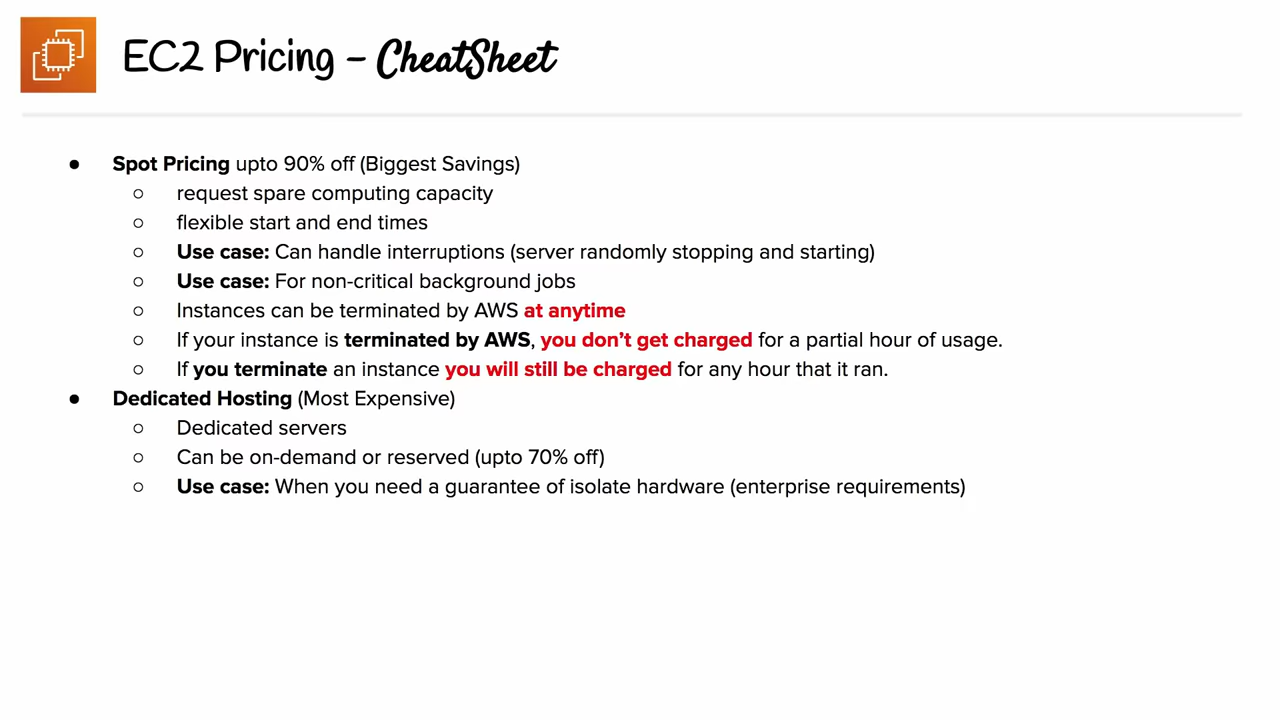 EC2 Pricing – CheatSheet
● Spot Pricing upto 90% off (Biggest Savings)
○ request spare computing capacity
○ flexible start and end times
○ Use case: Can handle interruptions (server randomly stopping and starting)
○ Use case: For non-critical background jobs
○ Instances can be terminated by AWS at anytime
○ If your instance is terminated by AWS, you don’t get charged for a partial hour of usage.
○ If you terminate an instance you will still be charged for any hour that it ran.
● Dedicated Hosting (Most Expensive)
○ Dedicated servers
○ Can be on-demand or reserved (upto 70% off)
○ Use case: When you need a guarantee of isolate hardware (enterprise requirements)